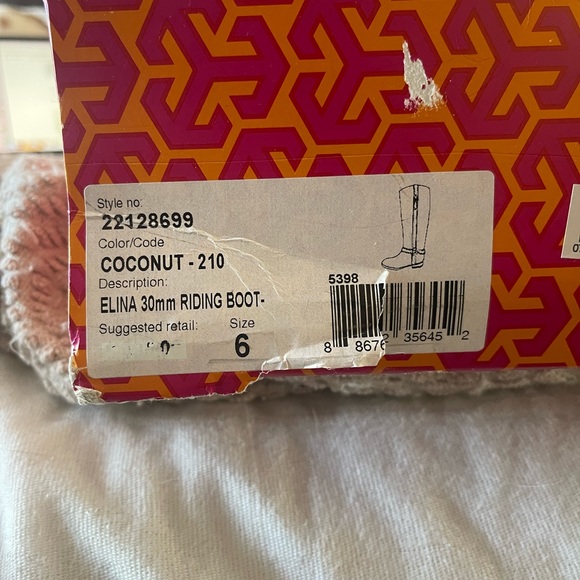 Style no:
22128699
Color/Code
COCONUT - 210
Description:
ELINA 30mm RIDING BOOT-
Suggested retail:
Size
6
5398
8 8676 2 35645 2